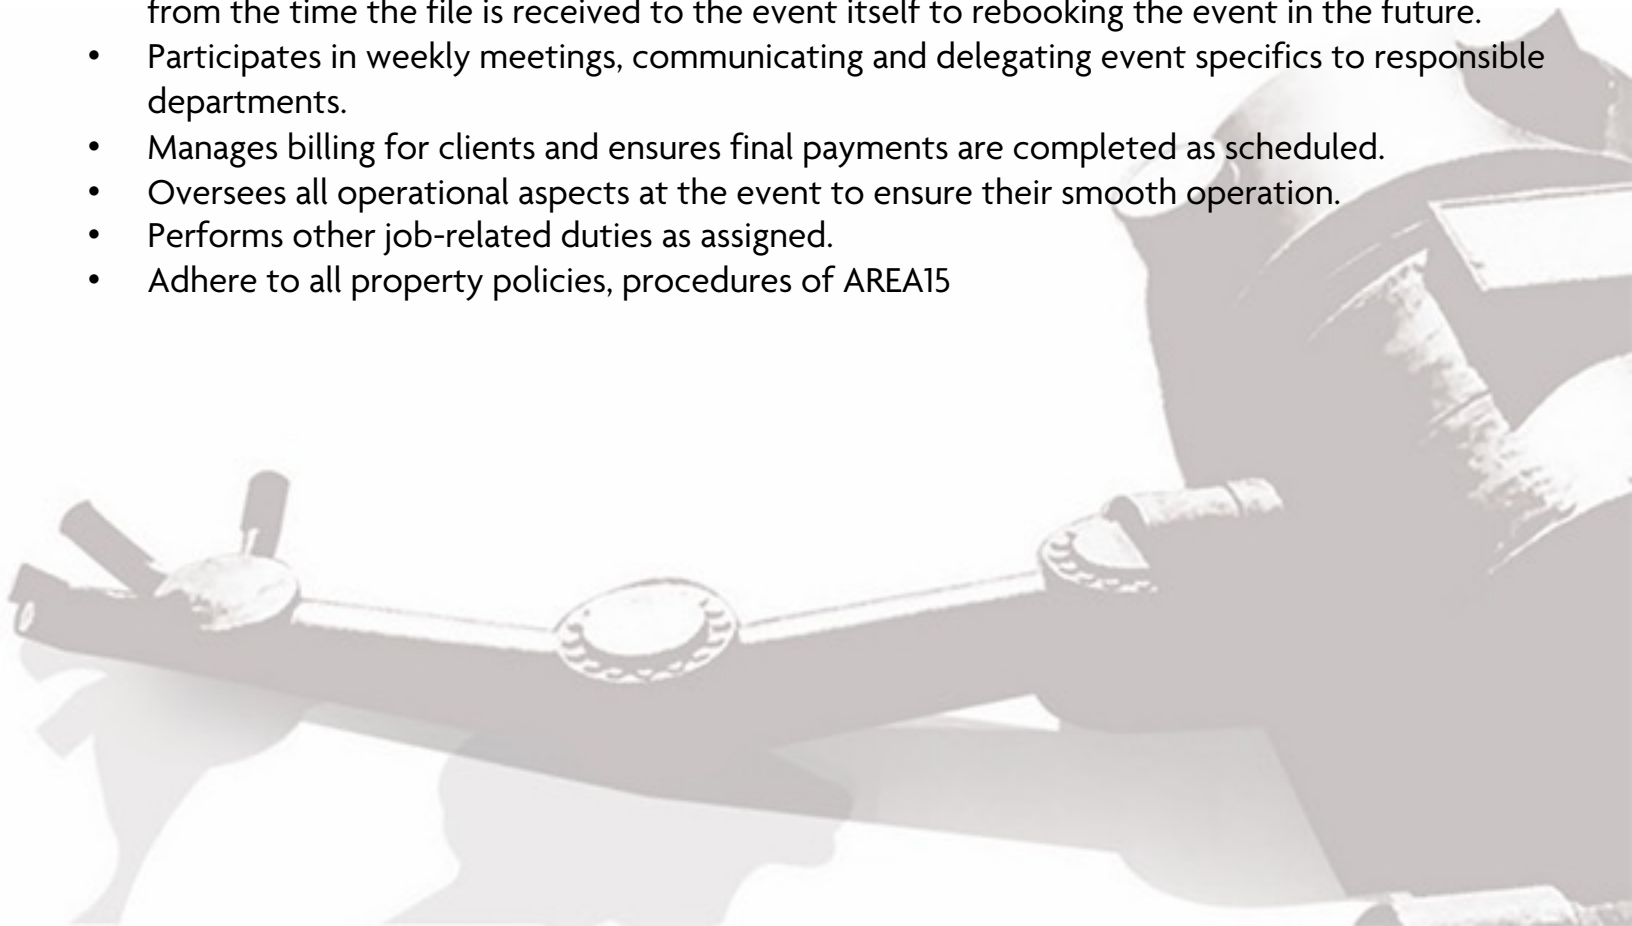 from the time the file is received to the event itself to rebooking the event in the future.
• Participates in weekly meetings, communicating and delegating event specifics to responsible
departments.
• Manages billing for clients and ensures final payments are completed as scheduled.
• Oversees all operational aspects at the event to ensure their smooth operation.
• Performs other job-related duties as assigned.
• Adhere to all property policies, procedures of AREA15